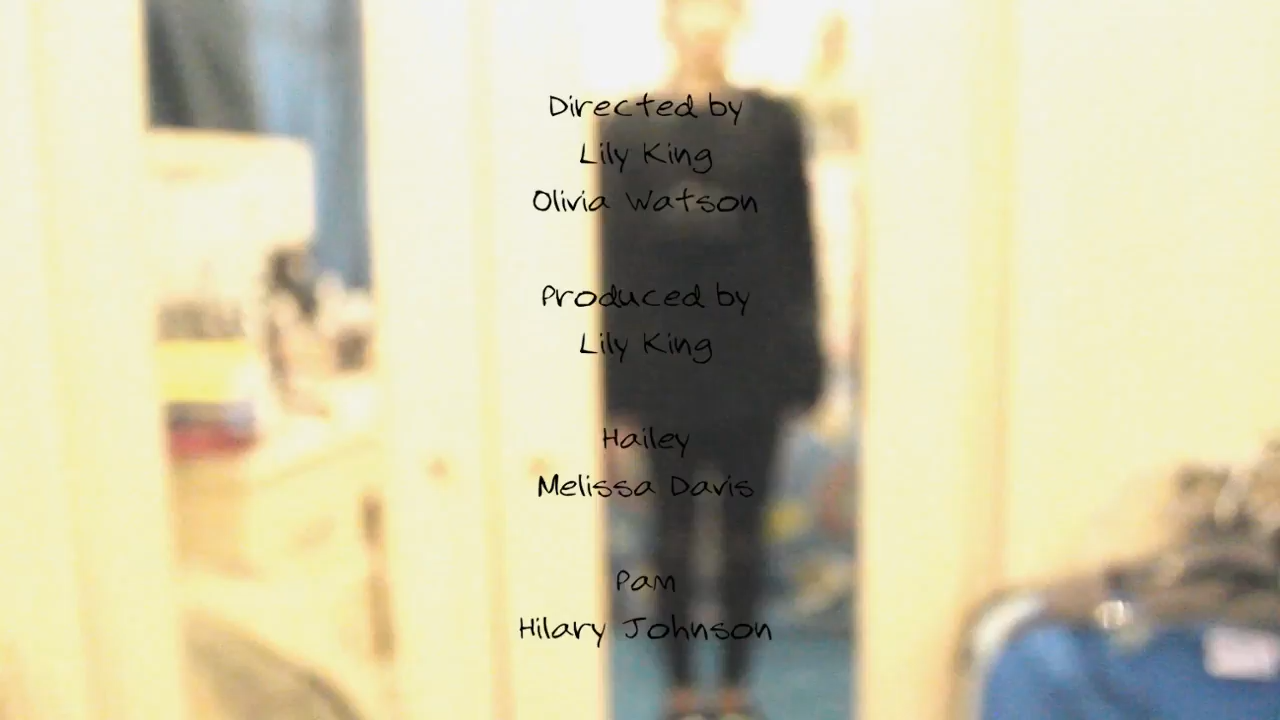 Directed by
Lily King
Olivia Watson
Produced by
Lily King
Hailey
Melissa Davis
Pam
Hilary Johnson